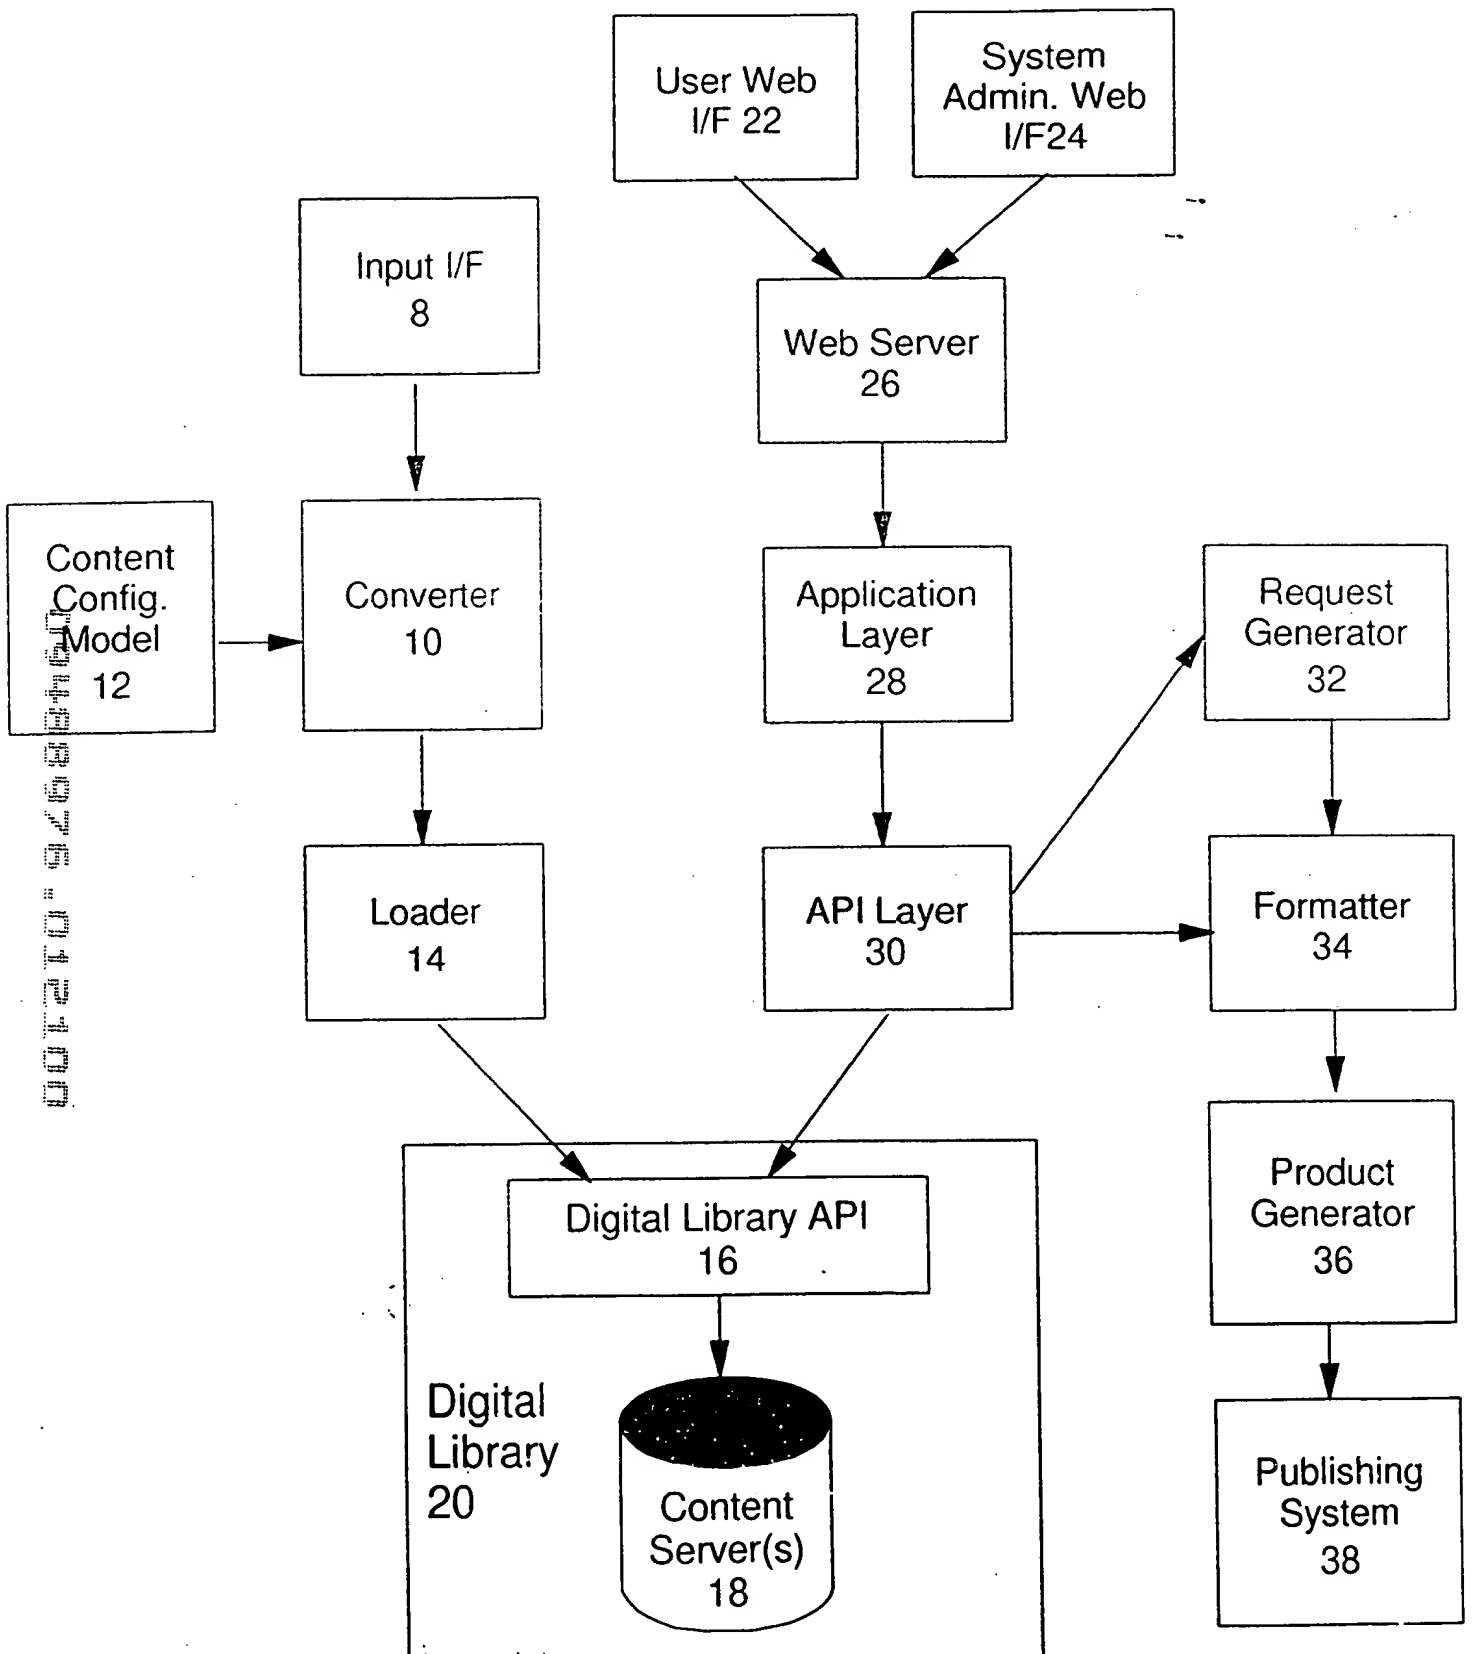 User Web
I/F 22
System
Admin. Web
I/F24
Input I/F
8
Web Server
26
Content
Config.
Model
12
Converter
10
Application
Layer
28
Request
Generator
32
Loader
14
API Layer
30
Formatter
34
Digital Library API
16
Product
Generator
36
Digital
Library
20
Content
Server(s)
18
Publishing
System
38